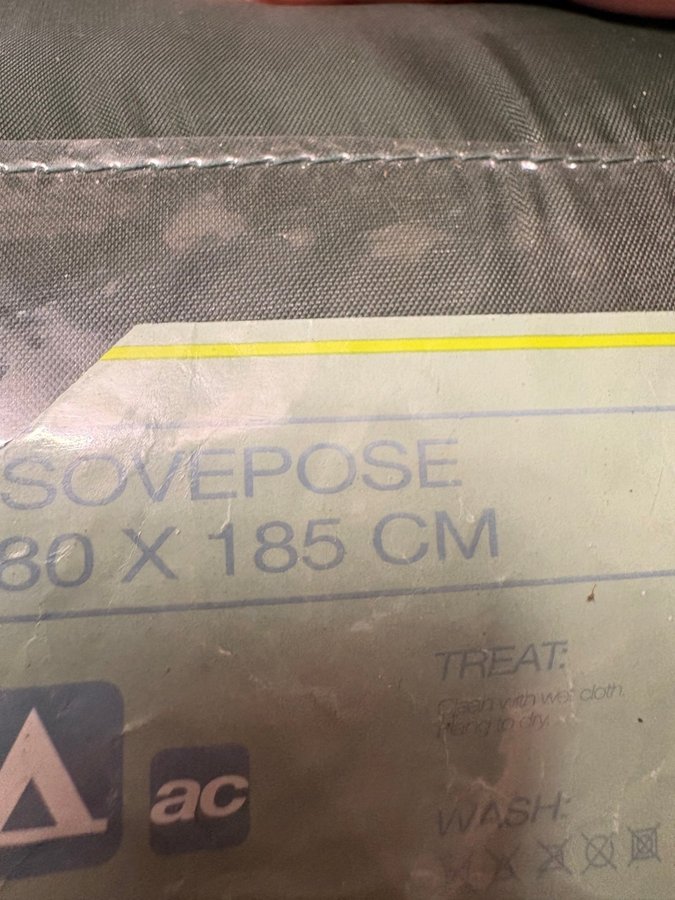 SOVEPOSE
80 X 185 CM
TREAT:
Clean with wet cloth.
Hang to dry.
ac
WASH: